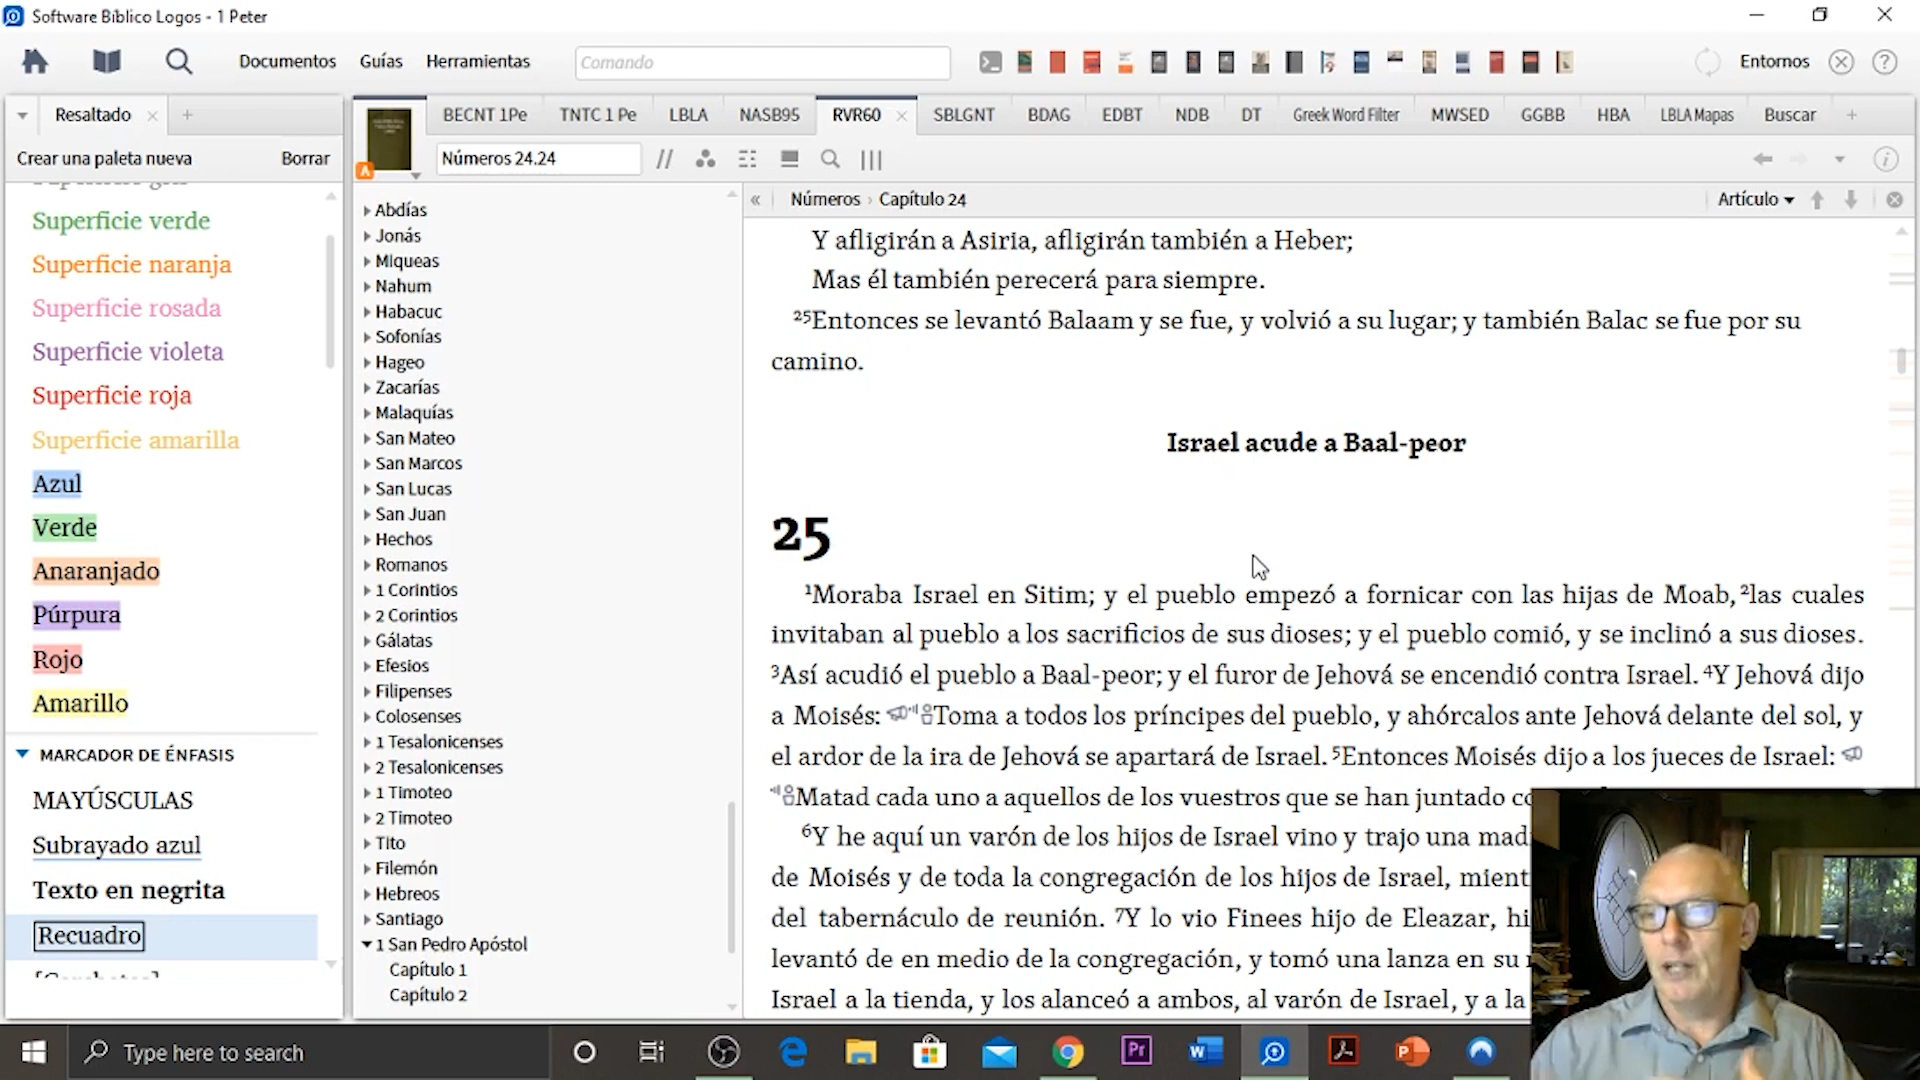 Software Bíblico Logos - 1 Peter
Documentos Guías Herramientas Comando Entornos
Resaltado
BECNT 1Pe TNTC 1 Pe LBLA NASB95 RVR60 SBLGNT BDAG EDBT NDB DT Greek Word Filter MWSED GGBB HBA LBLA Mapas Buscar
Crear una paleta nueva Borrar
Números 24.24
Superficie verde
Superficie naranja
Superficie rosada
Superficie violeta
Superficie roja
Superficie amarilla
Azul
Verde
Anaranjado
Púrpura
Rojo
Amarillo
MARCADOR DE ÉNFASIS
MAYÚSCULAS
Subrayado azul
Texto en negrita
Recuadro
Abdías
Jonás
Miqueas
Nahum
Habacuc
Sofonías
Hageo
Zacarías
Malaquías
San Mateo
San Marcos
San Lucas
San Juan
Hechos
Romanos
1 Corintios
2 Corintios
Gálatas
Efesios
Filipenses
Colosenses
1 Tesalonicenses
2 Tesalonicenses
1 Timoteo
2 Timoteo
Tito
Filemón
Hebreos
Santiago
1 San Pedro Apóstol
Capítulo 1
Capítulo 2
Números › Capítulo 24 Artículo
Y afligirán a Asiria, afligirán también a Heber;
Mas él también perecerá para siempre.
25Entonces se levantó Balaam y se fue, y volvió a su lugar; y también Balac se fue por su
camino.
Israel acude a Baal-peor
25
1Moraba Israel en Sitim; y el pueblo empezó a fornicar con las hijas de Moab, 2las cuales
invitaban al pueblo a los sacrificios de sus dioses; y el pueblo comió, y se inclinó a sus dioses.
3Así acudió el pueblo a Baal-peor; y el furor de Jehová se encendió contra Israel. 4Y Jehová dijo
a Moisés: Toma a todos los príncipes del pueblo, y ahórcalos ante Jehová delante del sol, y
el ardor de la ira de Jehová se apartará de Israel. 5Entonces Moisés dijo a los jueces de Israel:
Matad cada uno a aquellos de los vuestros que se han juntado
6Y he aquí un varón de los hijos de Israel vino y trajo una
de Moisés y de toda la congregación de los hijos de Israel,
del tabernáculo de reunión. 7Y lo vio Finees hijo de Eleazar,
levantó de en medio de la congregación, y tomó una lanza en su
Israel a la tienda, y los alanceó a ambos, al varón de Israel, y a la
Type here to search